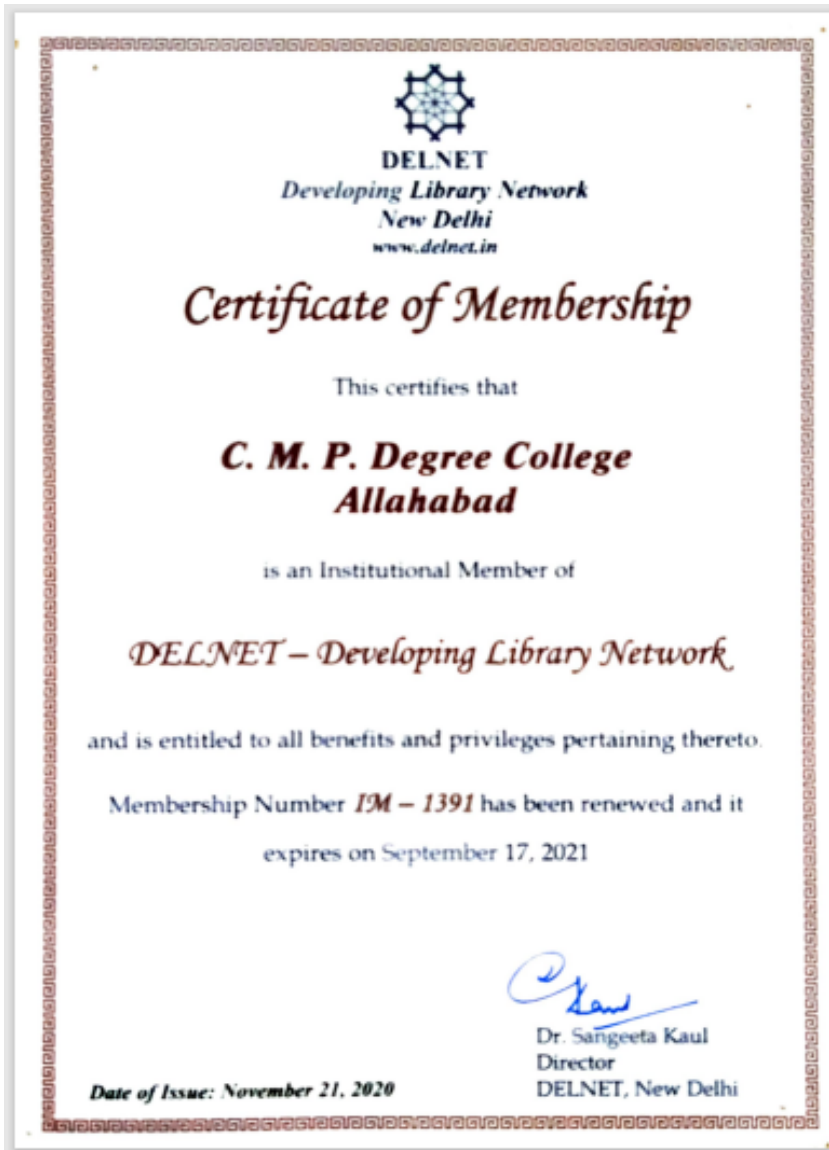 DELNET
Developing Library Network
New Delhi
www.delnet.in
Certificate of Membership
This certifies that
C. M. P. Degree College
Allahabad
is an Institutional Member of
DELNET – Developing Library Network
and is entitled to all benefits and privileges pertaining thereto.
Membership Number IM – 1391 has been renewed and it
expires on September 17, 2021
Dr. Sangeeta Kaul
Director
DELNET, New Delhi
Date of Issue: November 21, 2020